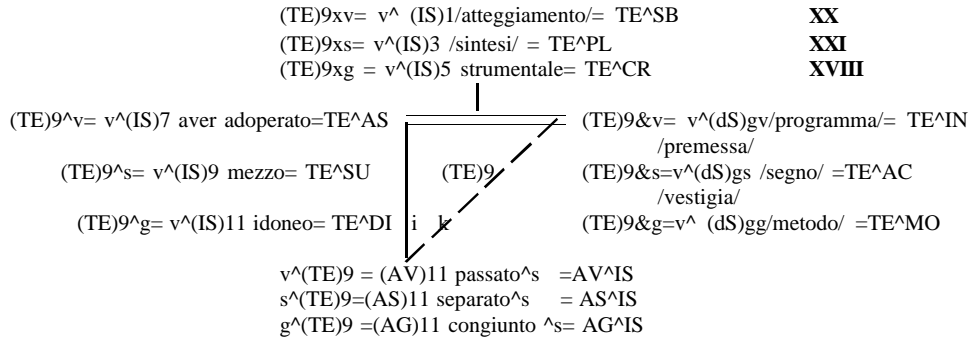 (TE)9xv= v^ (IS)1/atteggiamento/= TE^SB XX
(TE)9xs= v^(IS)3 /sintesi/ = TE^PL XXI
(TE)9xg = v^(IS)5 strumentale= TE^CR XVIII
(TE)9^v= v^(IS)7 aver adoperato=TE^AS (TE)9&v= v^(dS)gv/programma/= TE^IN
/premessa/
(TE)9^s= v^(IS)9 mezzo= TE^SU (TE)9 (TE)9&s=v^(dS)gs /segno/ =TE^AC
/vestigia/
(TE)9^g= v^(IS)11 idoneo= TE^DI i k (TE)9&g=v^ (dS)gg/metodo/ =TE^MO
v^(TE)9 = (AV)11 passato^s =AV^IS
s^(TE)9=(AS)11 separato^s = AS^IS
g^(TE)9 =(AG)11 congiunto ^s= AG^IS